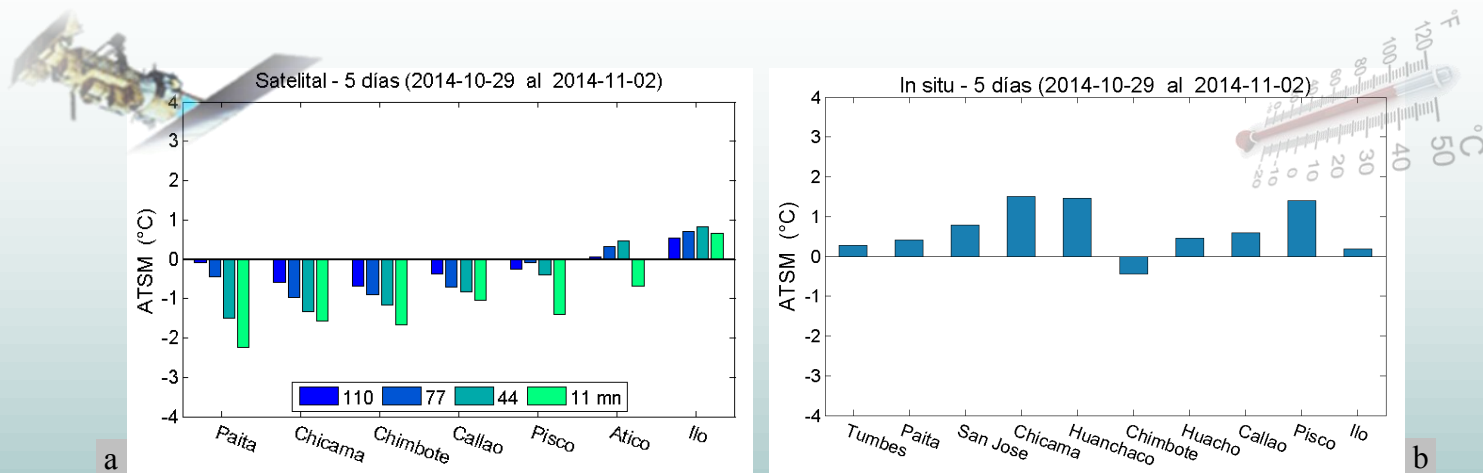 Satelital - 5 días (2014-10-29 al 2014-11-02)
4
3
2
1
0
-1
-2
-3
-4
ATSM (°C)
110 77 44 11 mn
Paita Chicama Chimbote Callao Pisco Atico Ilo
a
In situ - 5 días (2014-10-29 al 2014-11-02)
4
3
2
1
0
-1
-2
-3
-4
ATSM (°C)
Tumbes Paita San Jose Chicama Huanchaco Chimbote Huacho Callao Pisco Ilo
b
°F
60 80 100 120
°C
-20 -10 0 10 20 30 40 50